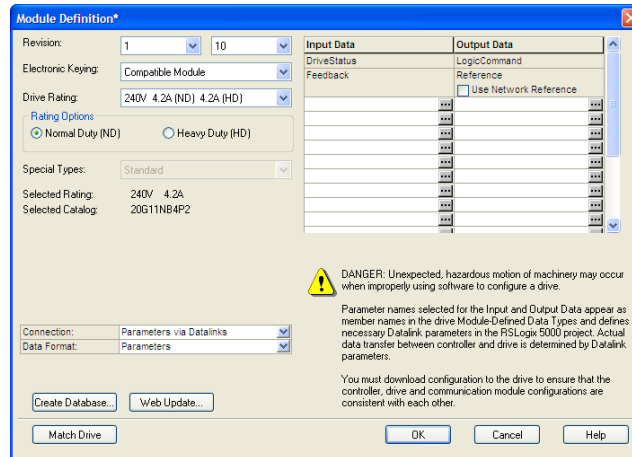 Module Definition*
Revision: 1 10
Electronic Keying: Compatible Module
Drive Rating: 240V 4.2A (ND) 4.2A (HD)
Rating Options
Normal Duty (ND) Heavy Duty (HD)
Special Types: Standard
Selected Rating: 240V 4.2A
Selected Catalog: 20G11NB4P2
Connection: Parameters via Datalinks
Data Format: Parameters
Create Database... Web Update...
Match Drive
Input Data Output Data
DriveStatus LogicCommand
Feedback Reference
Use Network Reference
DANGER: Unexpected, hazardous motion of machinery may occur
when improperly using software to configure a drive.
Parameter names selected for the Input and Output Data appear as
member names in the drive Module-Defined Data Types and defines
necessary Datalink parameters in the RSLogix 5000 project. Actual
data transfer between controller and drive is determined by Datalink
parameters.
You must download configuration to the drive to ensure that the
controller, drive and communication module configurations are
consistent with each other.
OK Cancel Help